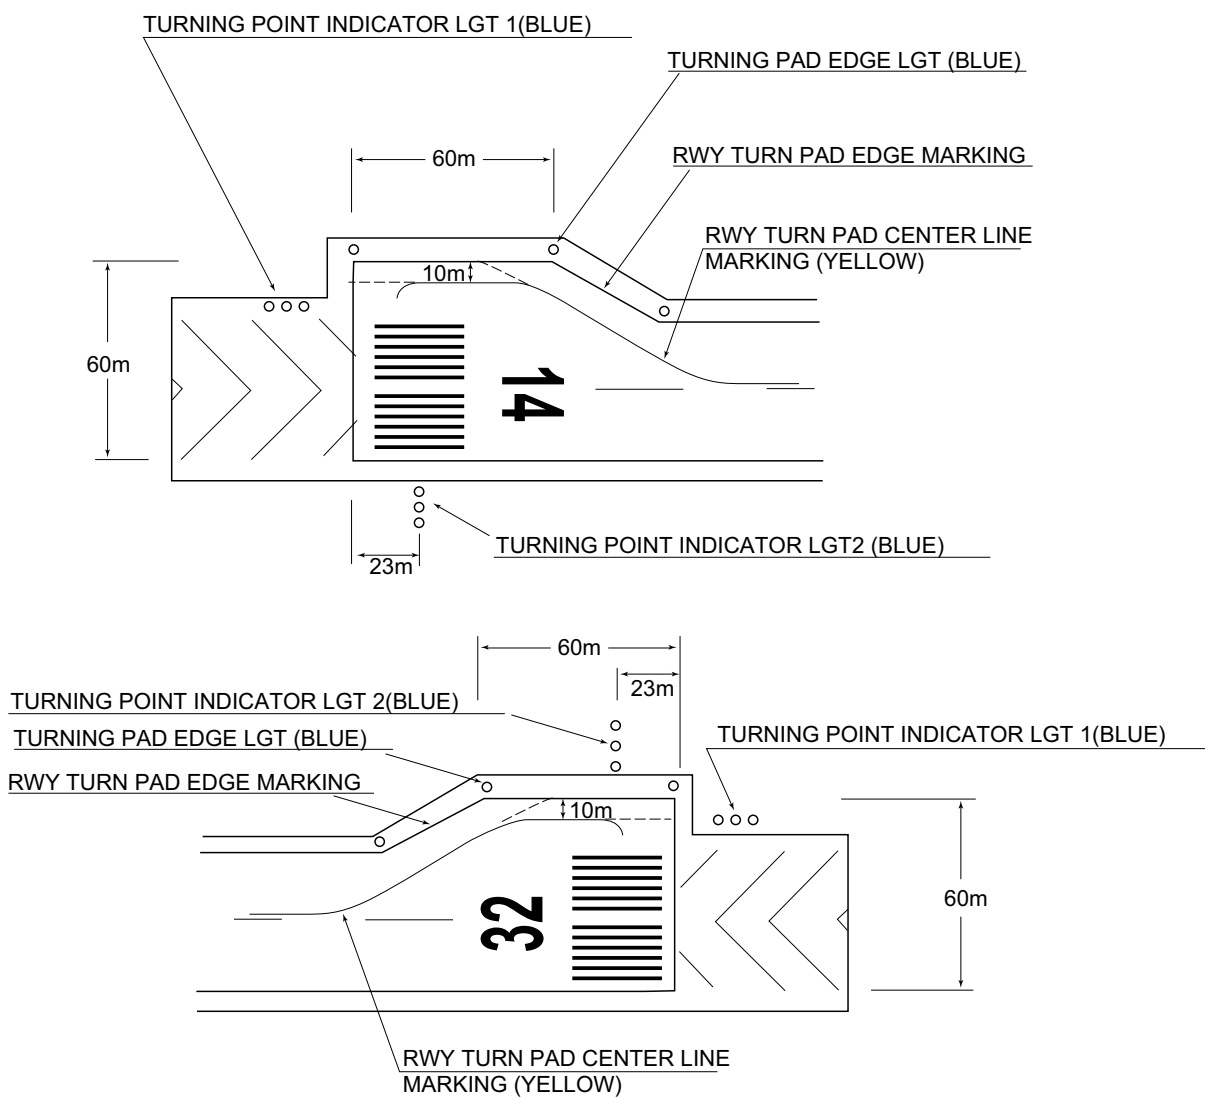 TURNING POINT INDICATOR LGT 1(BLUE)
TURNING PAD EDGE LGT (BLUE)
60m
RWY TURN PAD EDGE MARKING
RWY TURN PAD CENTER LINE
MARKING (YELLOW)
10m
60m
14
TURNING POINT INDICATOR LGT2 (BLUE)
23m
60m
23m
TURNING POINT INDICATOR LGT 2(BLUE)
TURNING POINT INDICATOR LGT 1(BLUE)
TURNING PAD EDGE LGT (BLUE)
RWY TURN PAD EDGE MARKING
10m
60m
32
RWY TURN PAD CENTER LINE
MARKING (YELLOW)